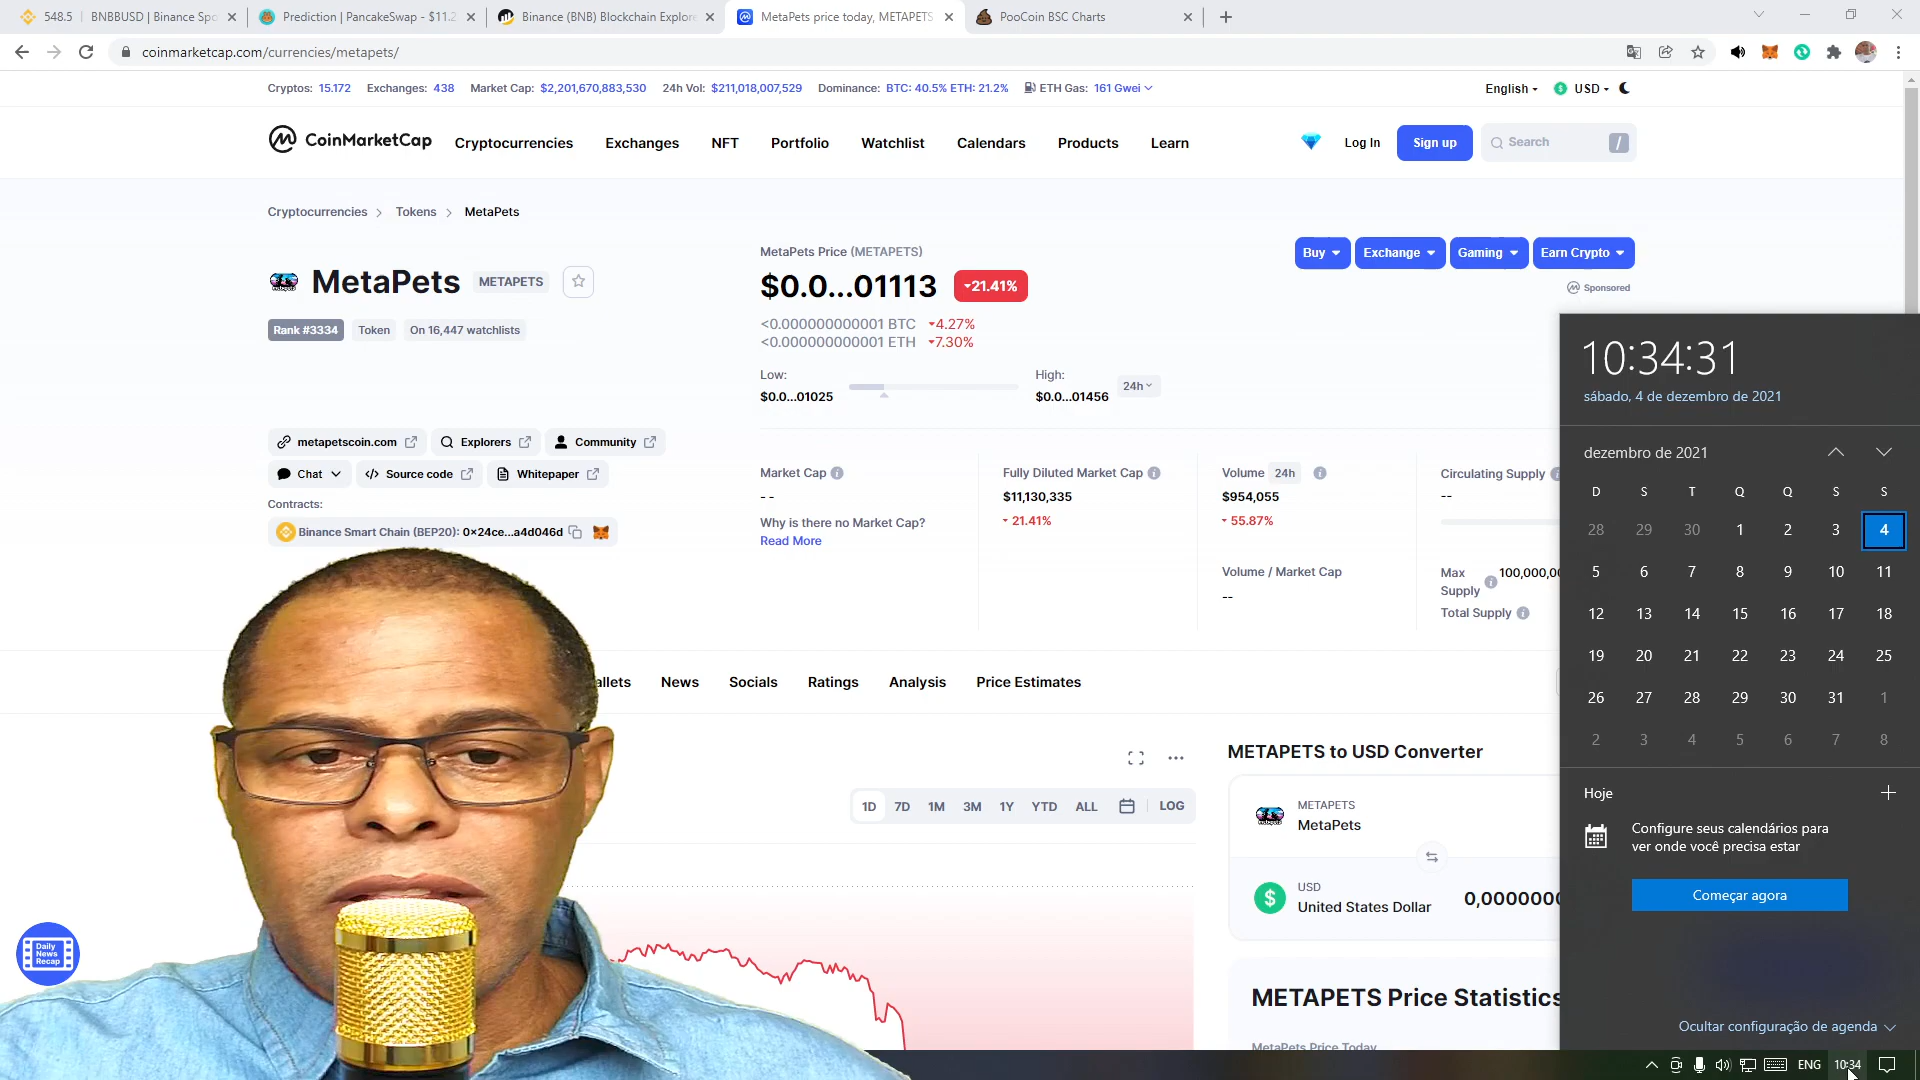 548.5 | BNBBUSD | Binance Spo
Prediction | PancakeSwap - $11.2
Binance (BNB) Blockchain Explore
MetaPets price today, METAPETS
PooCoin BSC Charts
coinmarketcap.com/currencies/metapets/
Cryptos: 15.172 Exchanges: 438 Market Cap: $2,201,670,883,530 24h Vol: $211,018,007,529 Dominance: BTC: 40.5% ETH: 21.2% ETH Gas: 161 Gwei
English USD
CoinMarketCap
Cryptocurrencies Exchanges NFT Portfolio Watchlist Calendars Products Learn
Log In Sign up Search /
Cryptocurrencies > Tokens > MetaPets
MetaPets METAPETS
Rank #3334 Token On 16,447 watchlists
metapetscoin.com Explorers Community
Chat Source code Whitepaper
Contracts:
Binance Smart Chain (BEP20): 0x24ce...a4d046d
MetaPets Price (METAPETS)
$0.0...01113 21.41%
<0.000000000001 BTC 4.27%
<0.000000000001 ETH 7.30%
Low: High:
$0.0...01025 $0.0...01456 24h
Buy Exchange Gaming Earn Crypto
Sponsored
Market Cap
- -
Why is there no Market Cap?
Read More
Fully Diluted Market Cap
$11,130,335
21.41%
Volume 24h
$954,055
55.87%
Volume / Market Cap
--
Circulating Supply
--
Max Supply 100,000,00
Total Supply
allets News Socials Ratings Analysis Price Estimates
1D 7D 1M 3M 1Y YTD ALL LOG
METAPETS to USD Converter
METAPETS
MetaPets
USD
United States Dollar 0,0000000
METAPETS Price Statistics
MetaPets Price Today
Daily
News
Recap
10:34:31
sábado, 4 de dezembro de 2021
dezembro de 2021
D S T Q Q S S
28 29 30 1 2 3 4
5 6 7 8 9 10 11
12 13 14 15 16 17 18
19 20 21 22 23 24 25
26 27 28 29 30 31 1
2 3 4 5 6 7 8
Hoje
Configure seus calendários para
ver onde você precisa estar
Começar agora
Ocultar configuração de agenda
ENG 10:34